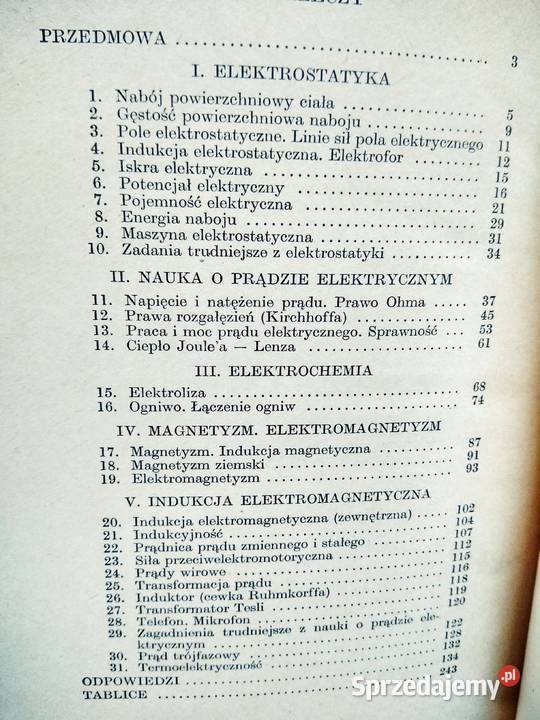 PRZEDMOWA 3
I. ELEKTROSTATYKA
1. Nabój powierzchniowy ciała 5
2. Gęstość powierzchniowa naboju 9
3. Pole elektrostatyczne. Linie sił pola elektrycznego 11
4. Indukcja elektrostatyczna. Elektrofor 12
5. Iskra elektryczna 15
6. Potencjał elektryczny 16
7. Pojemność elektryczna 21
8. Energia naboju 29
9. Maszyna elektrostatyczna 31
10. Zadania trudniejsze z elektrostatyki 34
II. NAUKA O PRĄDZIE ELEKTRYCZNYM
11. Napięcie i natężenie prądu. Prawo Ohma 37
12. Prawa rozgałęzień (Kirchhoffa) 45
13. Praca i moc prądu elektrycznego. Sprawność 53
14. Ciepło Joule'a — Lenza 61
III. ELEKTROCHEMIA
15. Elektroliza 68
16. Ogniwo. Łączenie ogniw 74
IV. MAGNETYZM. ELEKTROMAGNETYZM
17. Magnetyzm. Indukcja magnetyczna 87
18. Magnetyzm ziemski 91
19. Elektromagnetyzm 93
V. INDUKCJA ELEKTROMAGNETYCZNA
20. Indukcja elektromagnetyczna (zewnętrzna) 102
21. Indukcyjność 104
22. Prądnica prądu zmiennego i stałego 107
23. Siła przeciwelektromotoryczna 112
24. Prądy wirowe 115
25. Transformacja prądu 116
26. Induktor (cewka Ruhmkorffa) 118
27. Transformator Tesli 119
28. Telefon. Mikrofon 120
29. Zagadnienia trudniejsze z nauki o prądzie ele-
ktrycznym 122
30. Prąd trójfazowy 128
31. Termoelektryczność 132
ODPOWIEDZI 134
TABLICE 243
Sprzedajemy.pl